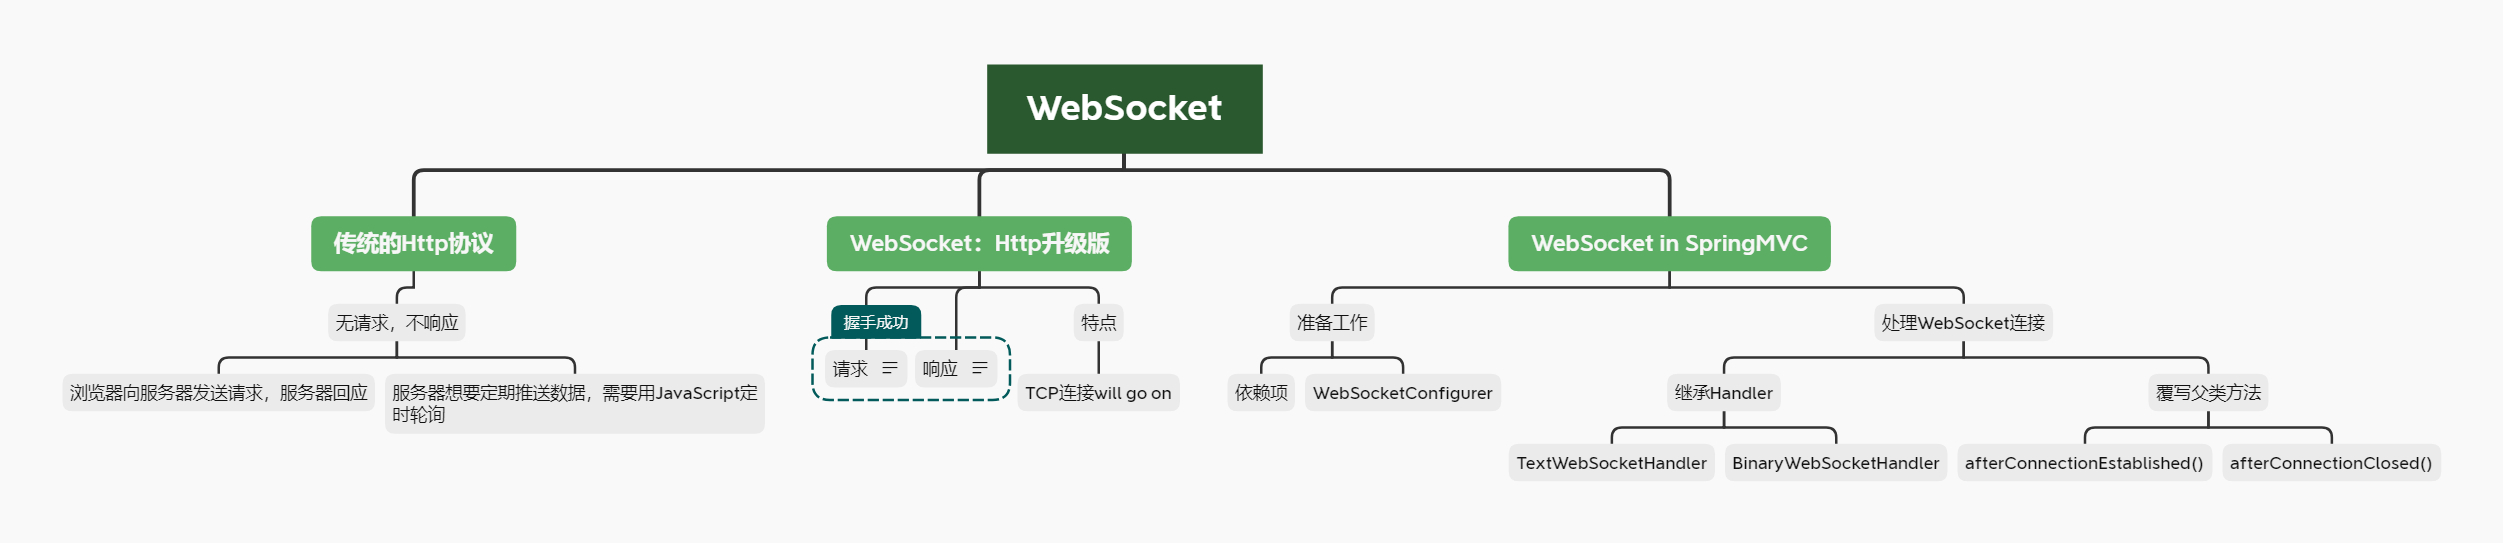 WebSocket
传统的Http协议
WebSocket：Http升级版
WebSocket in SpringMVC
无请求，不响应
握手成功
特点
准备工作
处理WebSocket连接
请求
响应
浏览器向服务器发送请求，服务器回应
服务器想要定期推送数据，需要用JavaScript定
时轮询
TCP连接will go on
依赖项
WebSocketConfigurer
继承Handler
覆写父类方法
TextWebSocketHandler
BinaryWebSocketHandler
afterConnectionEstablished()
afterConnectionClosed()